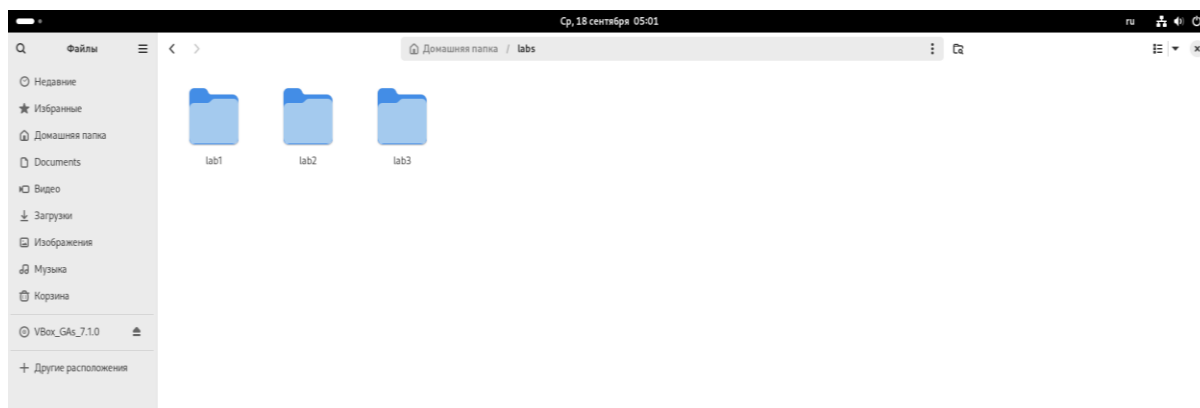 Ср, 18 сентября 05:01
ru
Файлы
Домашняя папка / labs
Недавние
Избранные
Домашняя папка
Documents
Видео
Загрузки
Изображения
Музыка
Корзина
VBox_GAs_7.1.0
Другие расположения
lab1
lab2
lab3